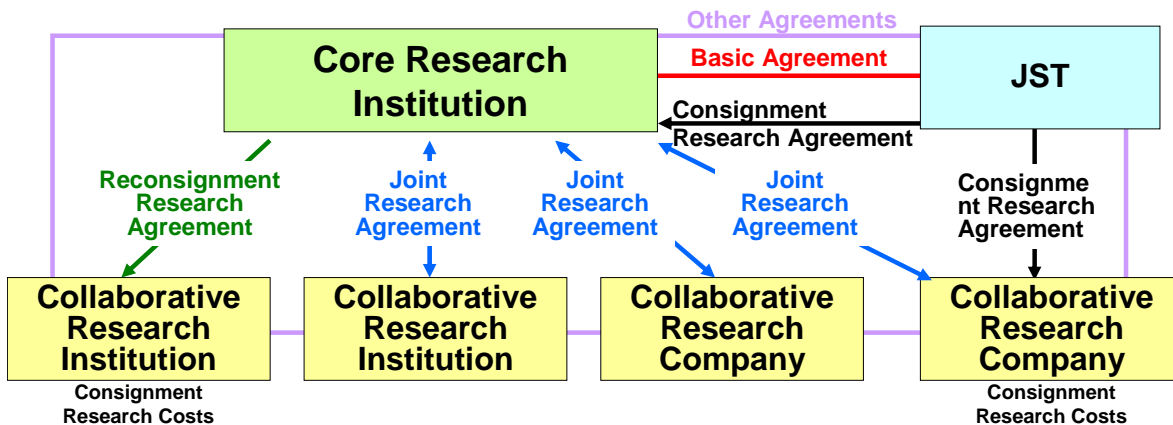 Other Agreements
Core Research
Institution
Basic Agreement
JST
Consignment
Research Agreement
Reconsignment
Research
Agreement
Joint
Research
Agreement
Joint
Research
Agreement
Joint
Research
Agreement
Consignme
nt Research
Agreement
Collaborative
Research
Institution
Collaborative
Research
Institution
Collaborative
Research
Company
Collaborative
Research
Company
Consignment
Research Costs
Consignment
Research Costs